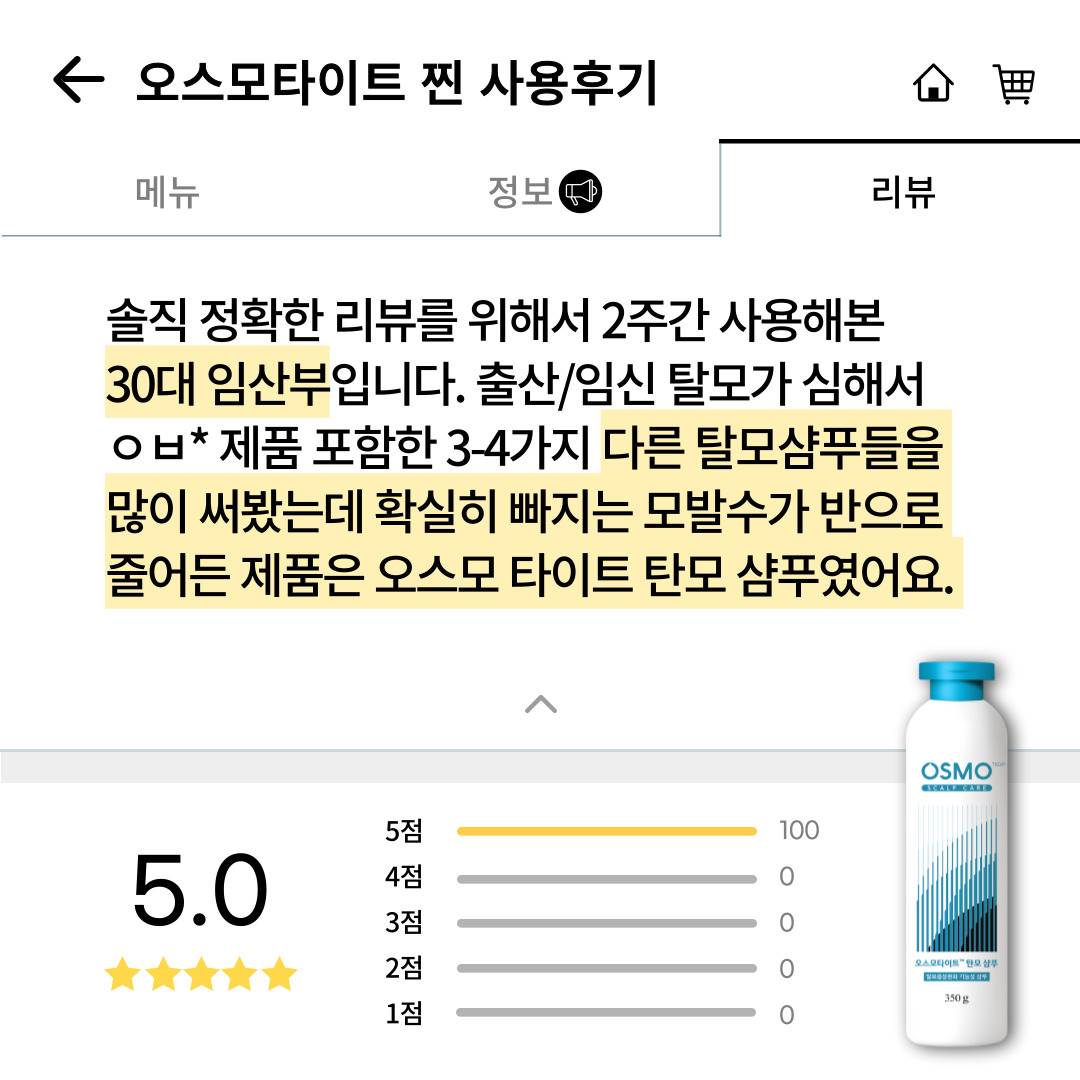 오스모타이트 찐 사용후기
메뉴
정보
리뷰
솔직 정확한 리뷰를 위해서 2주간 사용해본
30대 임산부입니다. 출산/임신 탈모가 심해서
ㅇㅂ* 제품 포함한 3-4가지 다른 탈모샴푸들을
많이 써봤는데 확실히 빠지는 모발수가 반으로
줄어든 제품은 오스모 타이트 탄모 샴푸였어요.
5.0
5점 100
4점 0
3점 0
2점 0
1점 0
OSMO
SCALP CARE
오스모타이트™ 탄모 샴푸
탈모증상완화 기능성 샴푸
350 g